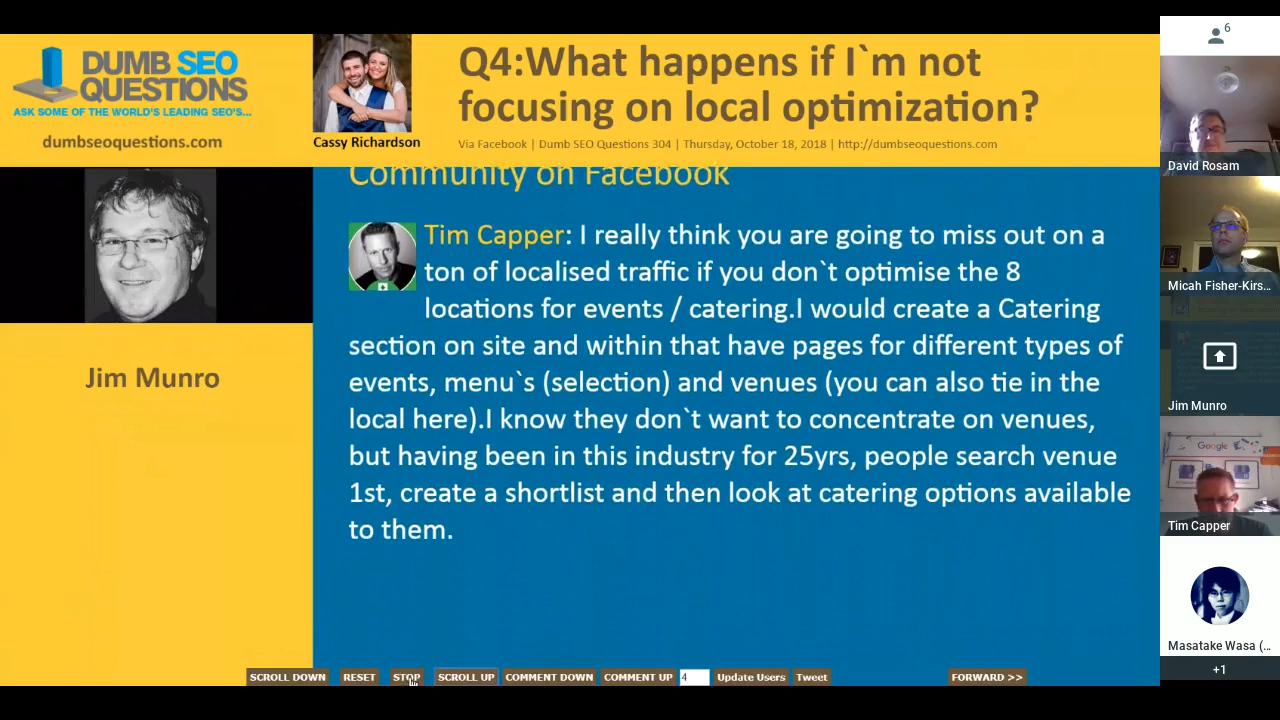 DUMB SEO
QUESTIONS
ASK SOME OF THE WORLD'S LEADING SEO'S...
dumbseoquestions.com
Cassy Richardson
Q4:What happens if I`m not
focusing on local optimization?
Via Facebook | Dumb SEO Questions 304 | Thursday, October 18, 2018 | http://dumbseoquestions.com
Jim Munro
Community on Facebook
Tim Capper: I really think you are going to miss out on a
ton of localised traffic if you don`t optimise the 8
locations for events / catering.I would create a Catering
section on site and within that have pages for different types of
events, menu`s (selection) and venues (you can also tie in the
local here).I know they don`t want to concentrate on venues,
but having been in this industry for 25yrs, people search venue
1st, create a shortlist and then look at catering options available
to them.
SCROLL DOWN RESET STOP SCROLL UP COMMENT DOWN COMMENT UP 4 Update Users Tweet FORWARD >>
6
David Rosam
Micah Fisher-Kirs...
Jim Munro
Google
Tim Capper
Masatake Wasa (...
+1